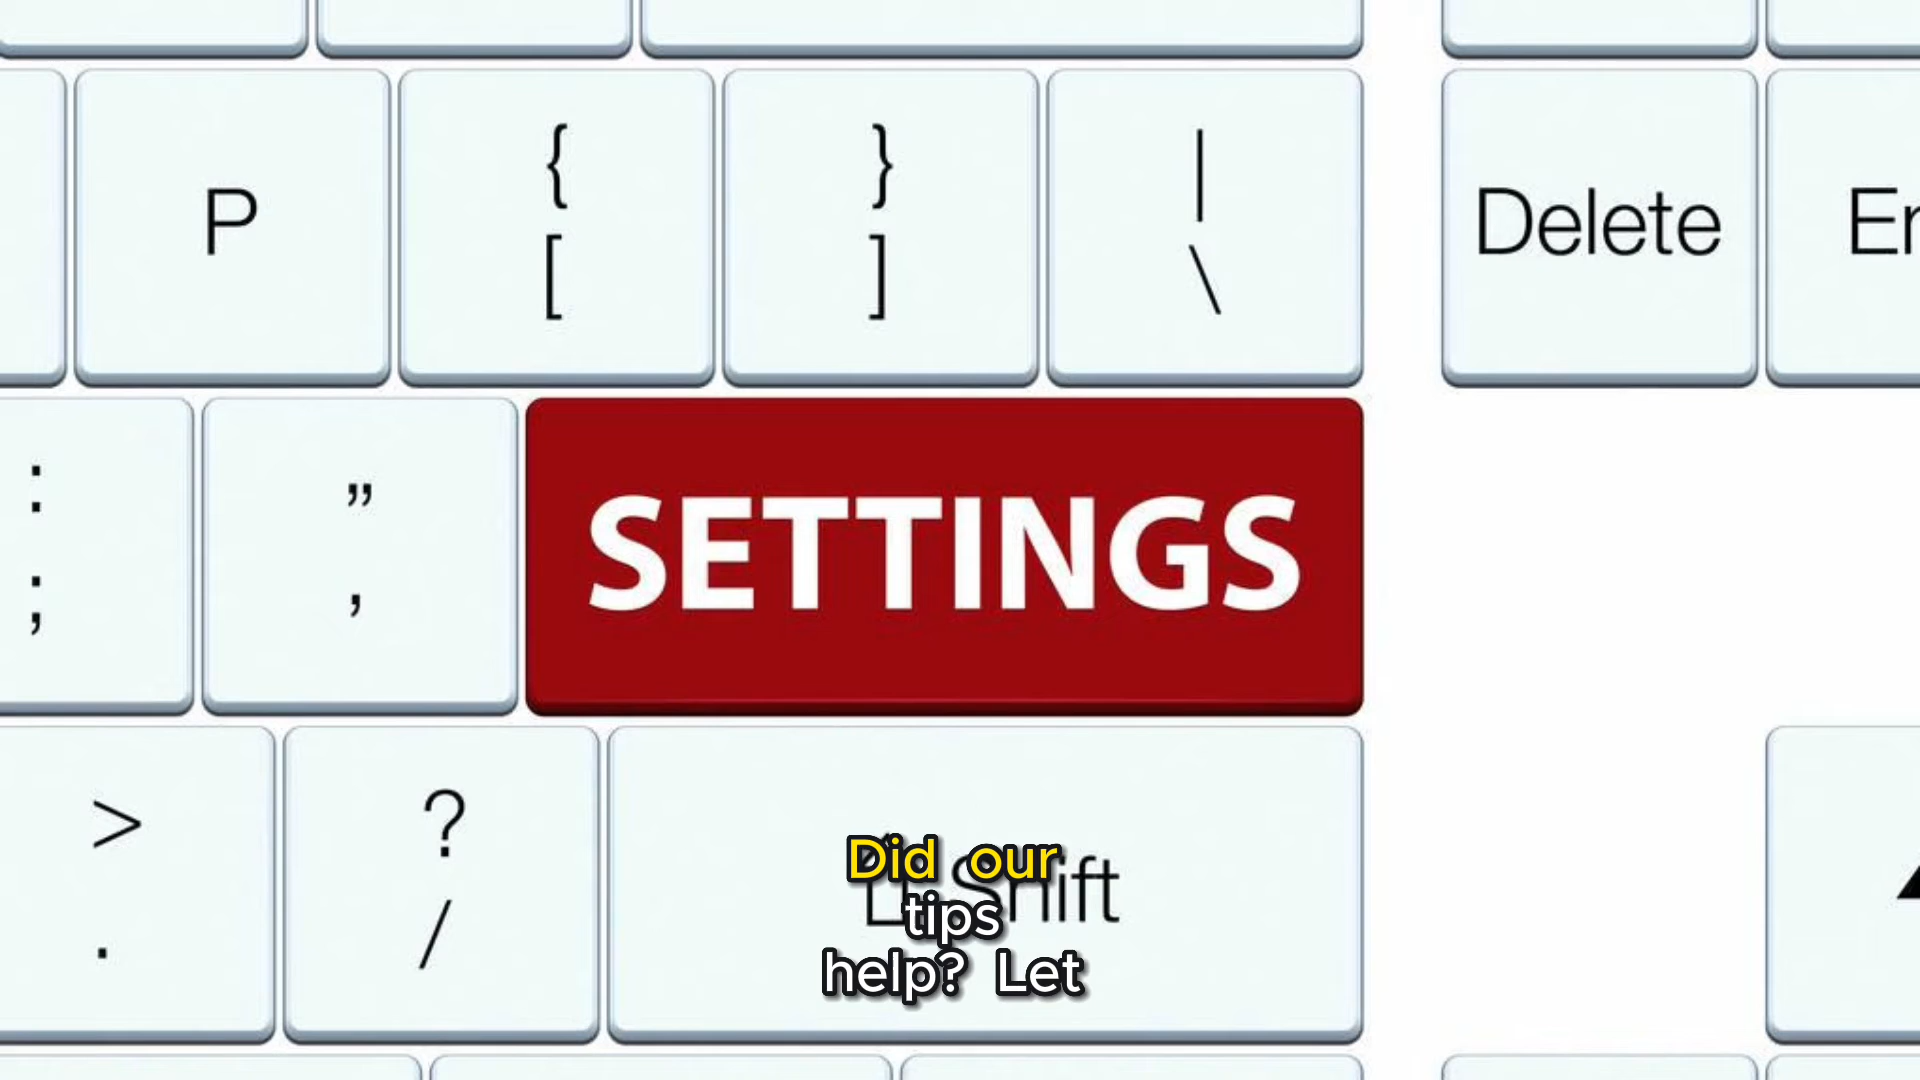 P
{
[
}
]
|
\
Delete
:
;
”
,
SETTINGS
>
.
?
/
Shift
Did our
tips
help? Let